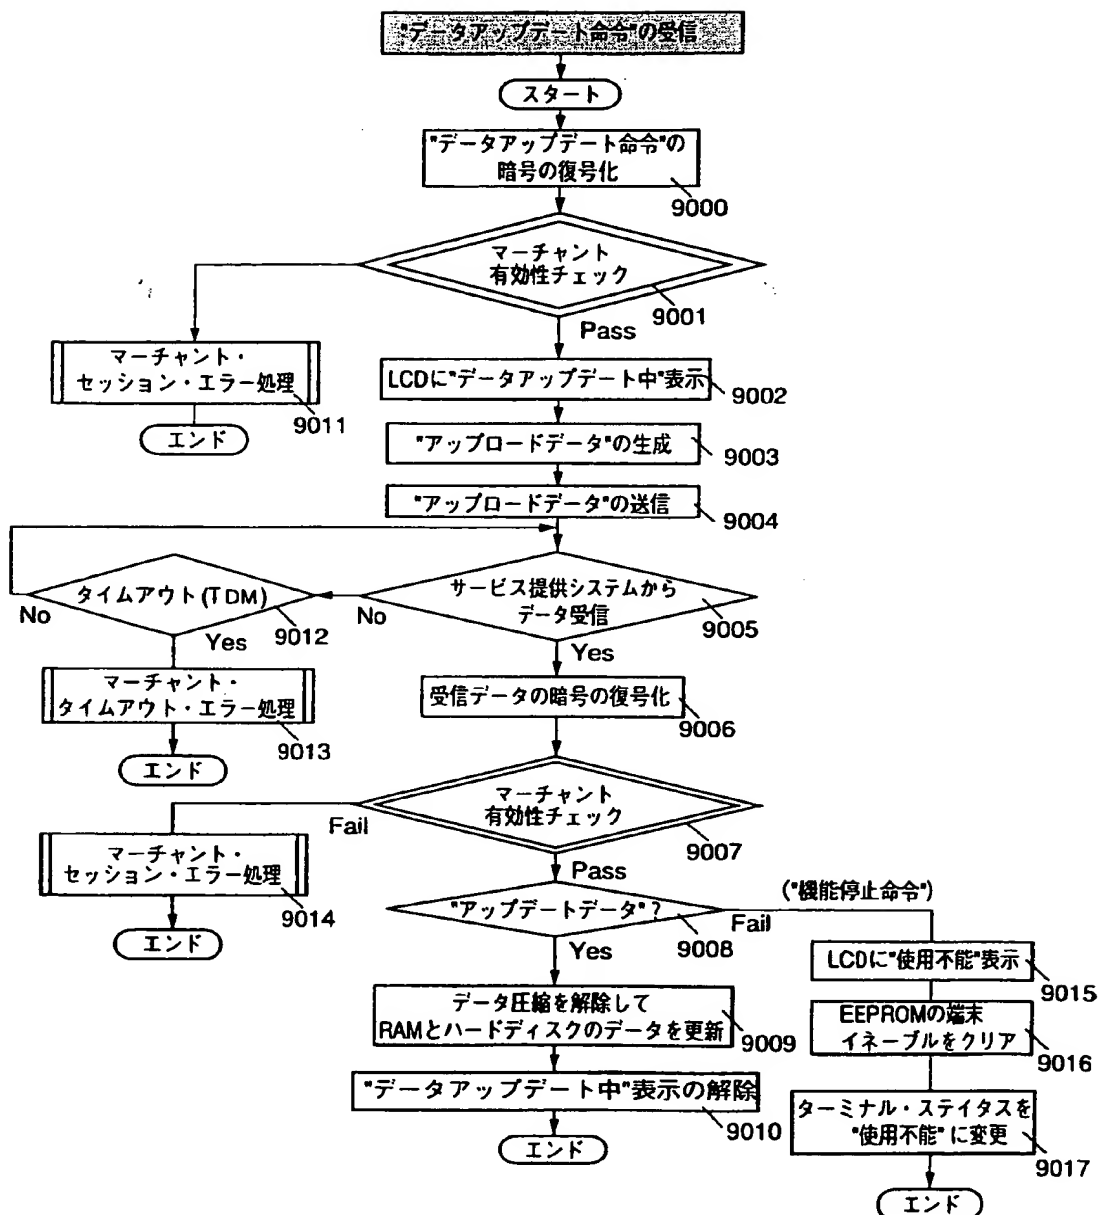 "データアップデート命令"の受信
スタート
"データアップデート命令"の
暗号の復号化
9000
マーチャント
有効性チェック
9001
Pass
マーチャント・
セッション・エラー処理
9011
エンド
LCDに"データアップデート中"表示
9002
"アップロードデータ"の生成
9003
"アップロードデータ"の送信
9004
サービス提供システムから
データ受信
9005
No
Yes
タイムアウト(TDM)
9012
No
Yes
マーチャント・
タイムアウト・エラー処理
9013
エンド
受信データの暗号の復号化
9006
マーチャント
有効性チェック
9007
Fail
Pass
マーチャント・
セッション・エラー処理
9014
エンド
"アップデートデータ"?
9008
Yes
Fail
("機能停止命令")
LCDに"使用不能"表示
9015
EEPROMの端末
イネーブルをクリア
9016
ターミナル・ステイタスを
"使用不能"に変更
9017
エンド
データ圧縮を解除して
RAMとハードディスクのデータを更新
9009
"データアップデート中"表示の解除
9010
エンド